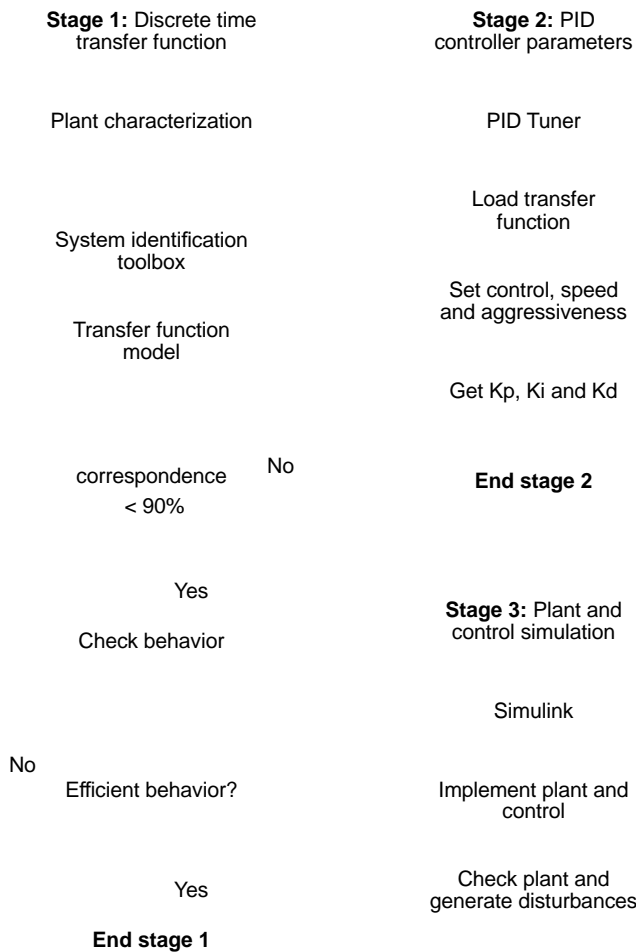 Stage 1: Discrete time
transfer function
Plant characterization
System identification
toolbox
Transfer function
model
correspondence
< 90%
No
Yes
Check behavior
No
Efficient behavior?
Yes
End stage 1
Stage 2: PID
controller parameters
PID Tuner
Load transfer
function
Set control, speed
and aggressiveness
Get Kp, Ki and Kd
End stage 2
Stage 3: Plant and
control simulation
Simulink
Implement plant and
control
Check plant and
generate disturbances